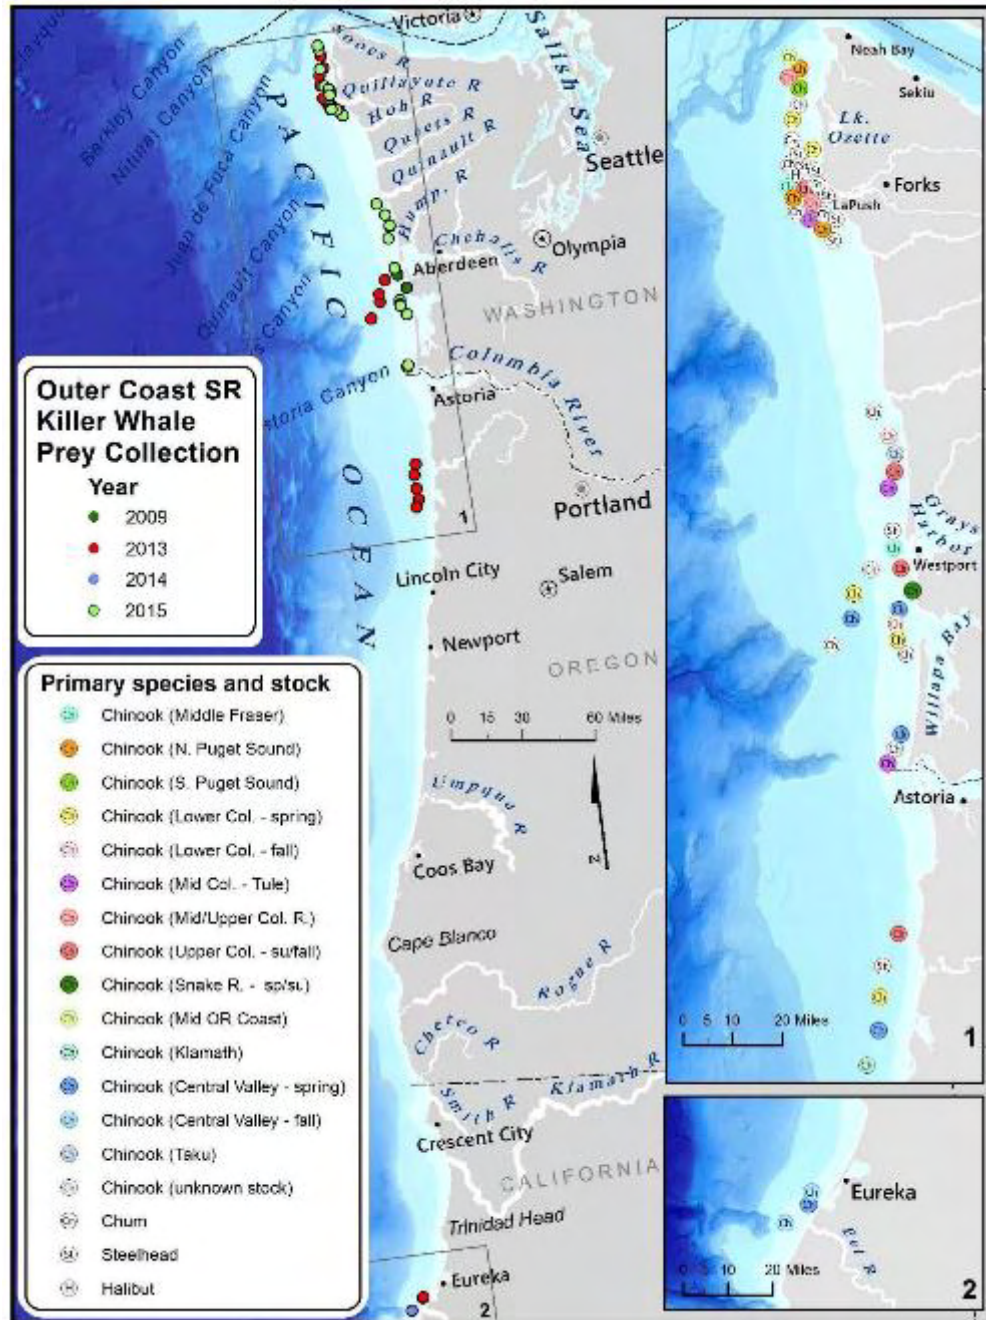 Victoria
Salish Sea
Barkley Canyon
Nitinat Canyon
Juan de Fuca Canyon
Quinault Canyon
Canyon
PACIFIC
OCEAN
Quillayute R
Hoh R
Queets R
Quinault R
Hump. R
Seattle
Olympia
Chehalis R
Aberdeen
WASHINGTON
Columbia River
Astoria
Portland
1
Lincoln City
Salem
Newport
OREGON
0 15 30 60 Miles
N
Umpqua R
Coos Bay
Cape Blanco
Rogue R
Chetco R
Smith R
Klamath R
Crescent City
CALIFORNIA
Trinidad Head
Eureka
2
Outer Coast SR
Killer Whale
Prey Collection
Year
2009
2013
2014
2015
Primary species and stock
Chinook (Middle Fraser)
Chinook (N. Puget Sound)
Chinook (S. Puget Sound)
Chinook (Lower Col. - spring)
Chinook (Lower Col. - fall)
Chinook (Mid Col. - Tule)
Chinook (Mid/Upper Col. R.)
Chinook (Upper Col. - su/fall)
Chinook (Snake R. - sp/su)
Chinook (Mid OR Coast)
Chinook (Klamath)
Chinook (Central Valley - spring)
Chinook (Central Valley - fall)
Chinook (Taku)
Chinook (unknown stock)
Chum
Steelhead
Halibut
Neah Bay
Sekiu
Lk. Ozette
Forks
LaPush
Grays Harbor
Westport
Willapa Bay
Astoria
0 5 10 20 Miles
1
Eureka
Eel R
0 5 10 20 Miles
2